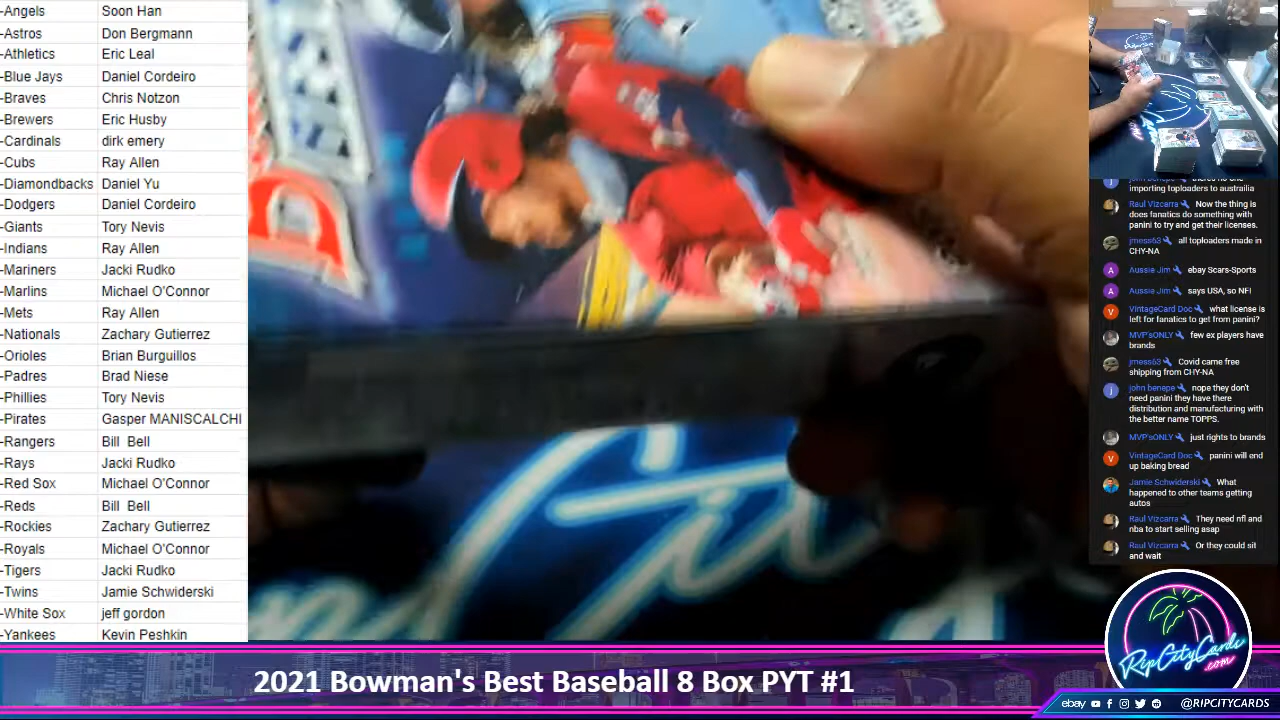 -Angels Soon Han
-Astros Don Bergmann
-Athletics Eric Leal
-Blue Jays Daniel Cordeiro
-Braves Chris Notzon
-Brewers Eric Husby
-Cardinals dirk emery
-Cubs Ray Allen
-Diamondbacks Daniel Yu
-Dodgers Daniel Cordeiro
-Giants Tory Nevis
-Indians Ray Allen
-Mariners Jacki Rudko
-Marlins Michael O'Connor
-Mets Ray Allen
-Nationals Zachary Gutierrez
-Orioles Brian Burguillos
-Padres Brad Niese
-Phillies Tory Nevis
-Pirates Gasper MANISCALCHI
-Rangers Bill Bell
-Rays Jacki Rudko
-Red Sox Michael O'Connor
-Reds Bill Bell
-Rockies Zachary Gutierrez
-Royals Michael O'Connor
-Tigers Jacki Rudko
-Twins Jamie Schwiderski
-White Sox jeff gordon
-Yankees Kevin Peshkin
importing toploaders to austrailia
Raul Vizcarra Now the thing is
does fanatics do something with
panini to try and get their licenses.
jmess63 all toploaders made in
CHY-NA
Aussie Jim ebay Scars-Sports
Aussie Jim says USA, so NFI
VintageCard Doc what license is
left for fanatics to get from panini?
MVP'sONLY few ex players have
brands
jmess63 Covid came free
shipping from CHY-NA
john benepe nope they don't
need panini they have there
distribution and manufacturing with
the better name TOPPS.
MVP'sONLY just rights to brands
VintageCard Doc panini will end
up baking bread
Jamie Schwiderski What
happened to other teams getting
autos
Raul Vizcarra They need nfl and
nba to start selling asap
Raul Vizcarra Or they could sit
and wait
RipCityCards
.com
2021 Bowman's Best Baseball 8 Box PYT #1
ebay @RIPCITYCARDS